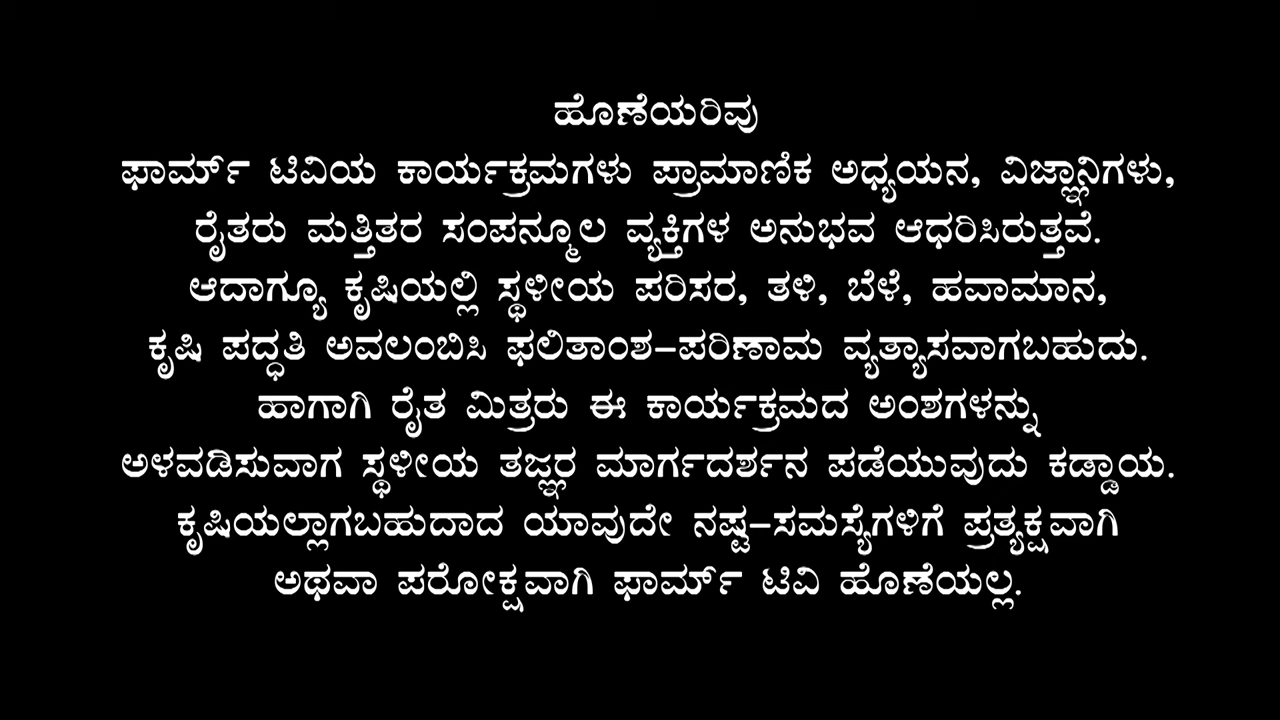 ಹೊಣೆಯರಿವು
ಫಾರ್ಮ್ ಟಿವಿಯ ಕಾರ್ಯಕ್ರಮಗಳು ಪ್ರಾಮಾಣಿಕ ಅಧ್ಯಯನ, ವಿಜ್ಞಾನಿಗಳು,
ರೈತರು ಮತ್ತಿತರ ಸಂಪನ್ಮೂಲ ವ್ಯಕ್ತಿಗಳ ಅನುಭವ ಆಧರಿಸಿರುತ್ತವೆ.
ಆದಾಗ್ಯೂ ಕೃಷಿಯಲ್ಲಿ ಸ್ಥಳೀಯ ಪರಿಸರ, ತಳಿ, ಬೆಳೆ, ಹವಾಮಾನ,
ಕೃಷಿ ಪದ್ಧತಿ ಅವಲಂಬಿಸಿ ಫಲಿತಾಂಶ–ಪರಿಣಾಮ ವ್ಯತ್ಯಾಸವಾಗಬಹುದು.
ಹಾಗಾಗಿ ರೈತ ಮಿತ್ರರು ಈ ಕಾರ್ಯಕ್ರಮದ ಅಂಶಗಳನ್ನು
ಅಳವಡಿಸುವಾಗ ಸ್ಥಳೀಯ ತಜ್ಞರ ಮಾರ್ಗದರ್ಶನ ಪಡೆಯುವುದು ಕಡ್ಡಾಯ.
ಕೃಷಿಯಲ್ಲಾಗಬಹುದಾದ ಯಾವುದೇ ನಷ್ಟ–ಸಮಸ್ಯೆಗಳಿಗೆ ಪ್ರತ್ಯಕ್ಷವಾಗಿ
ಅಥವಾ ಪರೋಕ್ಷವಾಗಿ ಫಾರ್ಮ್ ಟಿವಿ ಹೊಣೆಯಲ್ಲ.